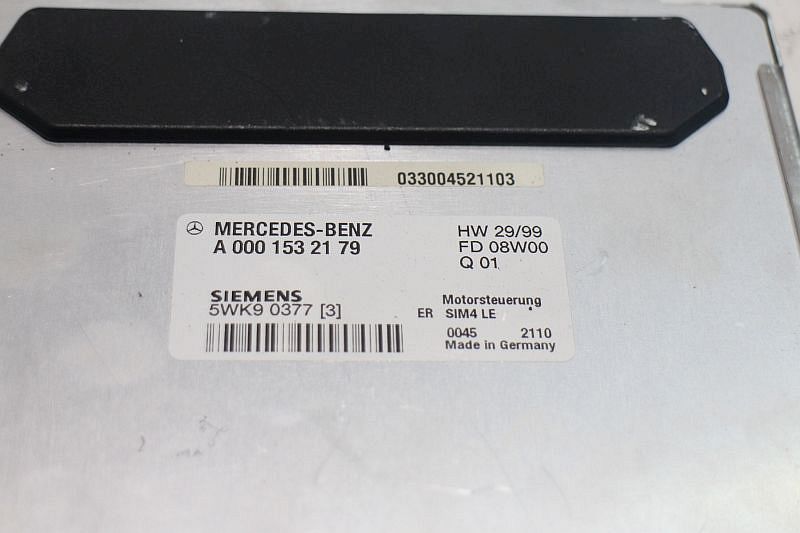 033004521103
MERCEDES-BENZ
A 000 153 21 79
HW 29/99
FD 08W00
Q 01
SIEMENS
5WK9 0377 [3]
Motorsteuerung
ER SIM4 LE
0045 2110
Made in Germany